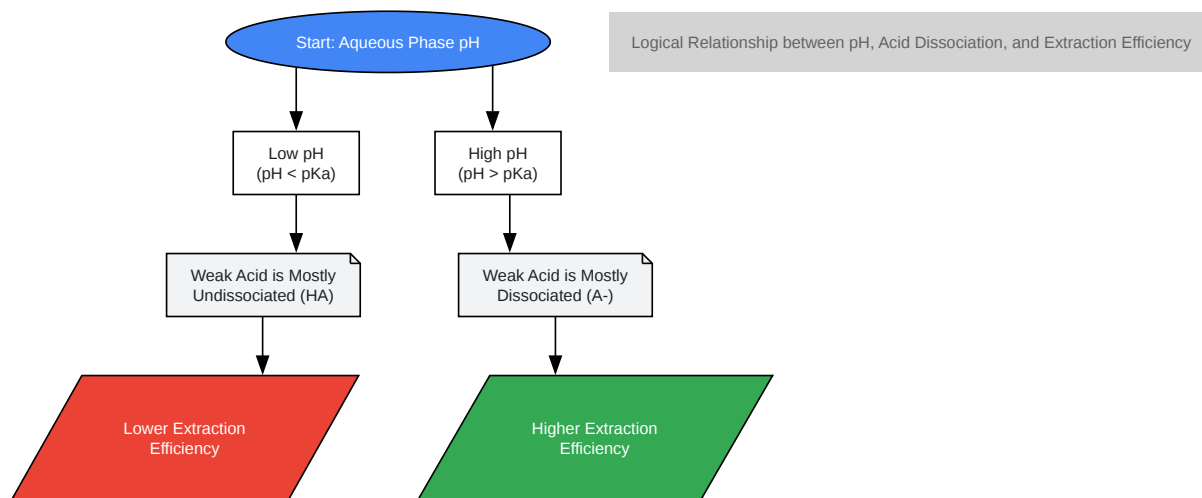 Start: Aqueous Phase pH
Logical Relationship between pH, Acid Dissociation, and Extraction Efficiency
Low pH
(pH < pKa)
High pH
(pH > pKa)
Weak Acid is Mostly
Undissociated (HA)
Weak Acid is Mostly
Dissociated (A-)
Lower Extraction
Efficiency
Higher Extraction
Efficiency